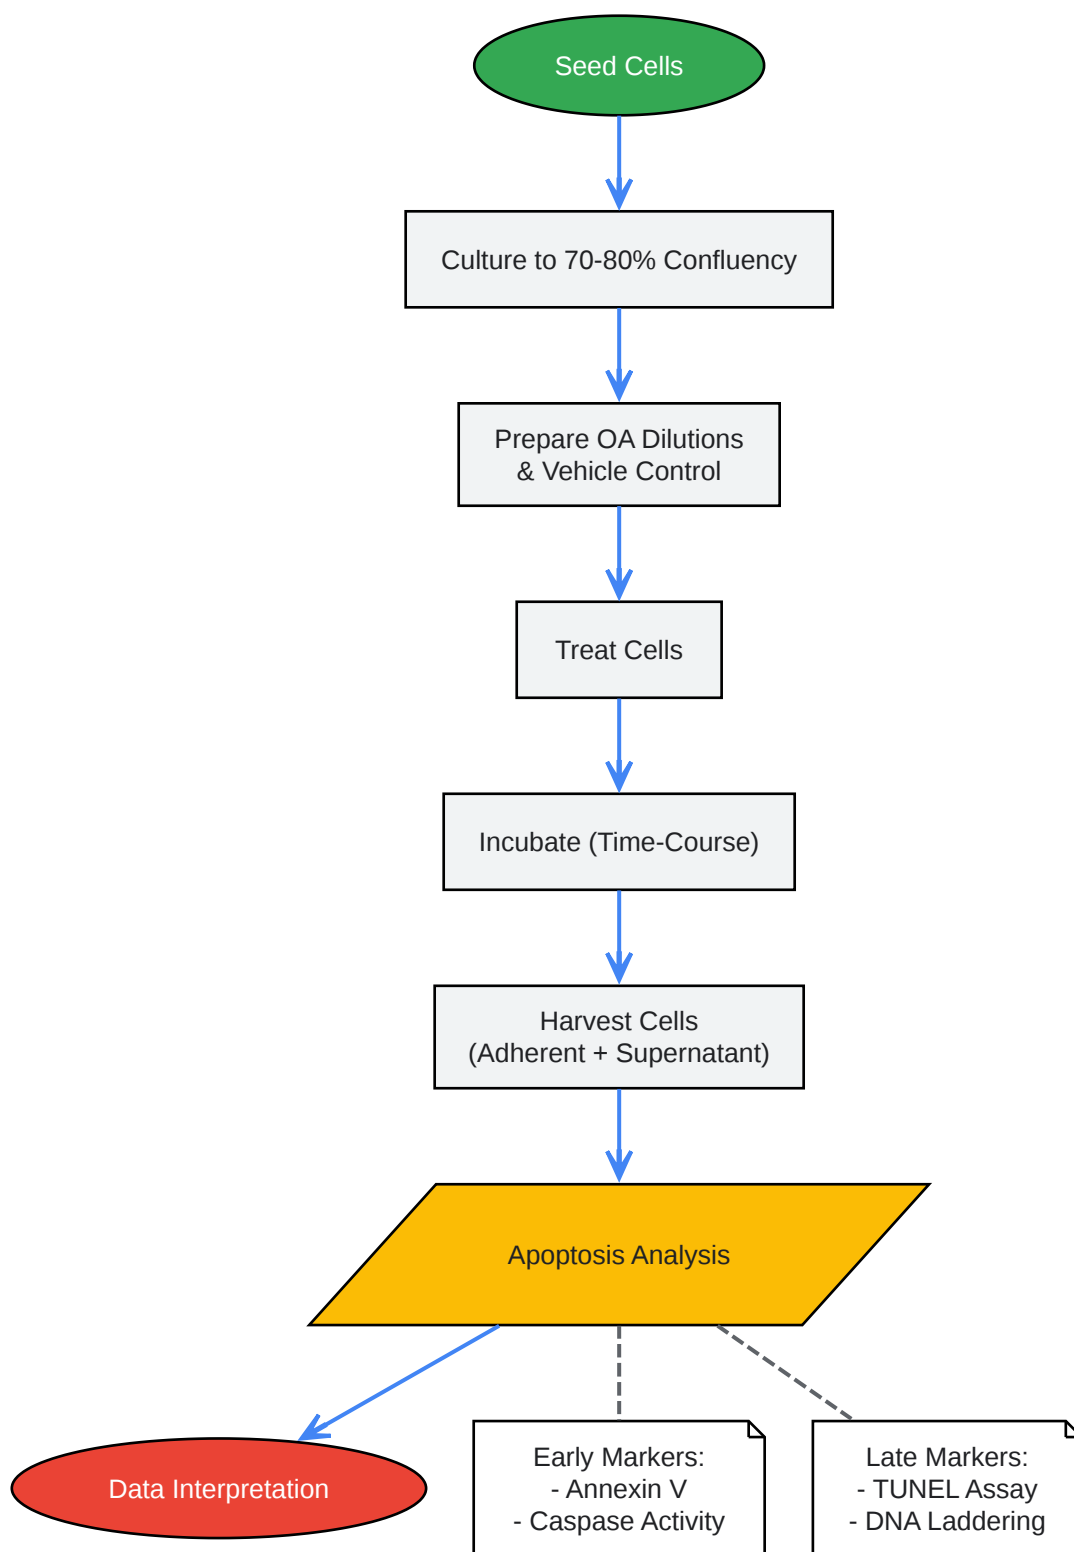 Seed Cells
Culture to 70-80% Confluency
Prepare OA Dilutions
& Vehicle Control
Treat Cells
Incubate (Time-Course)
Harvest Cells
(Adherent + Supernatant)
Apoptosis Analysis
Data Interpretation
Early Markers:
- Annexin V
- Caspase Activity
Late Markers:
- TUNEL Assay
- DNA Laddering